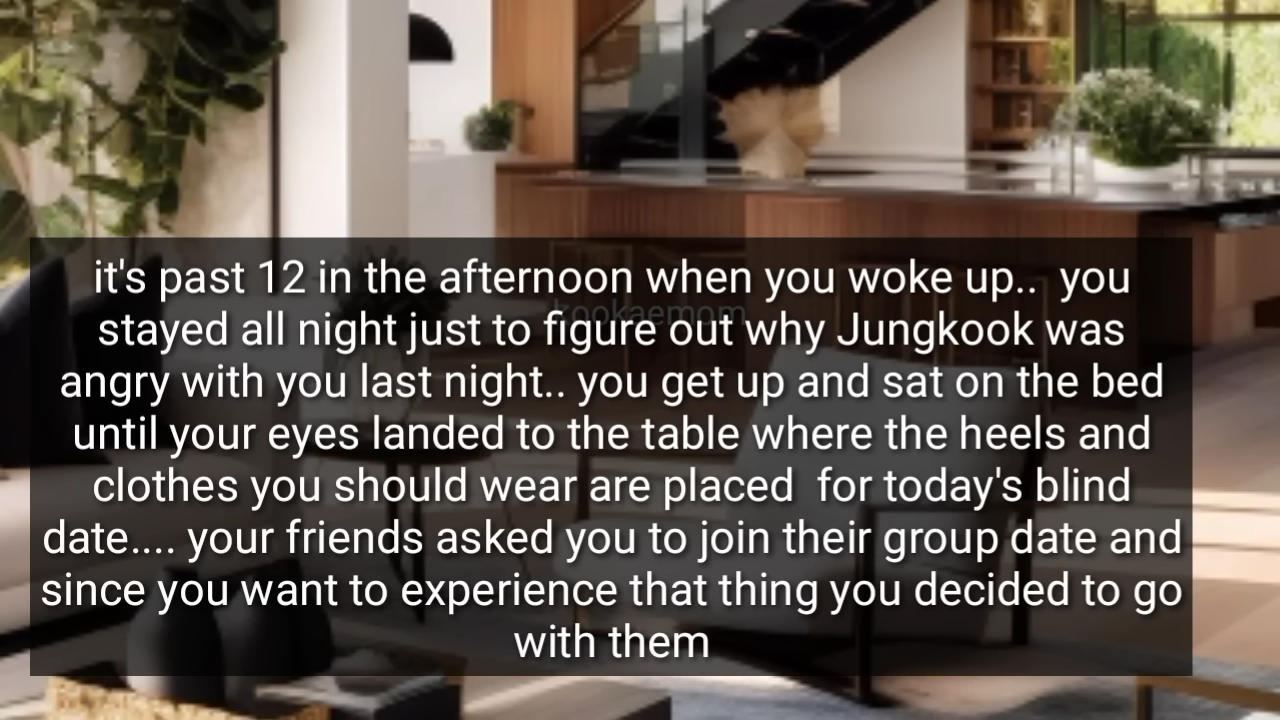 it's past 12 in the afternoon when you woke up..  you
stayed all night just to figure out why Jungkook was
angry with you last night.. you get up and sat on the bed
until your eyes landed to the table where the heels and
clothes you should wear are placed  for today's blind
date.... your friends asked you to join their group date and
since you want to experience that thing you decided to go
with them
kookaemom